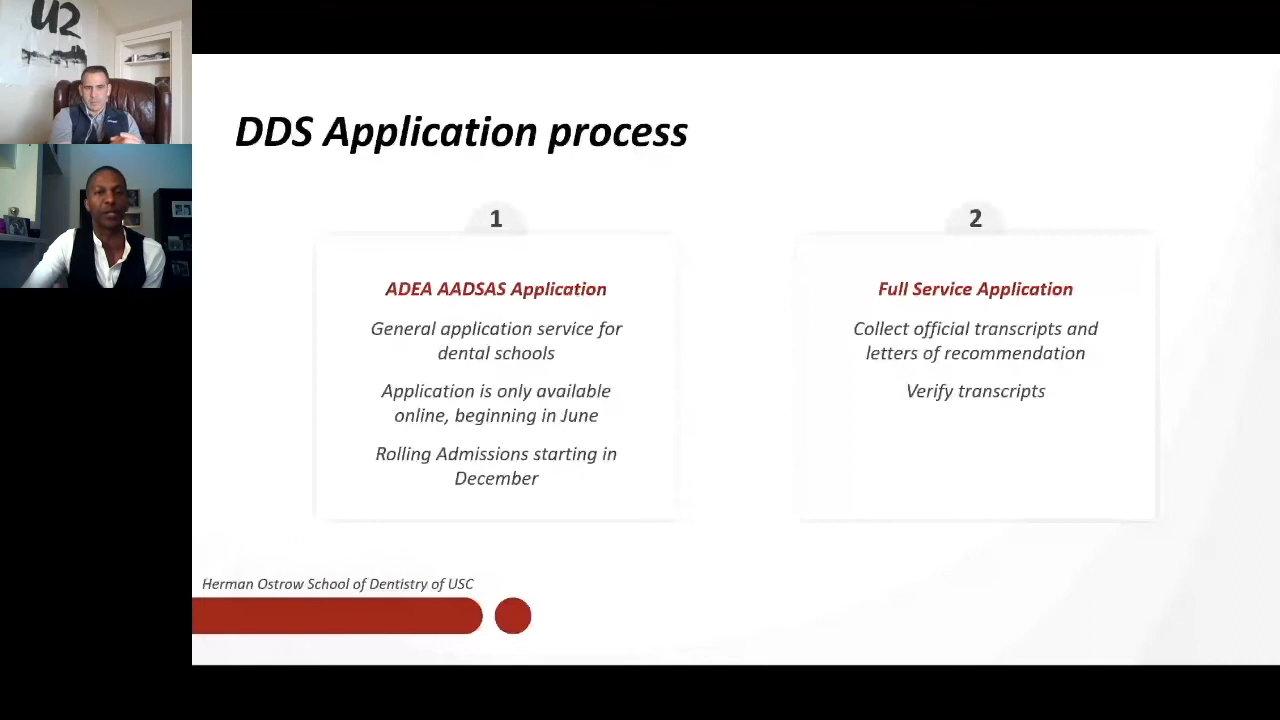 U2
DDS Application process
1
ADEA AADSAS Application
General application service for
dental schools
Application is only available
online, beginning in June
Rolling Admissions starting in
December
2
Full Service Application
Collect official transcripts and
letters of recommendation
Verify transcripts
Herman Ostrow School of Dentistry of USC